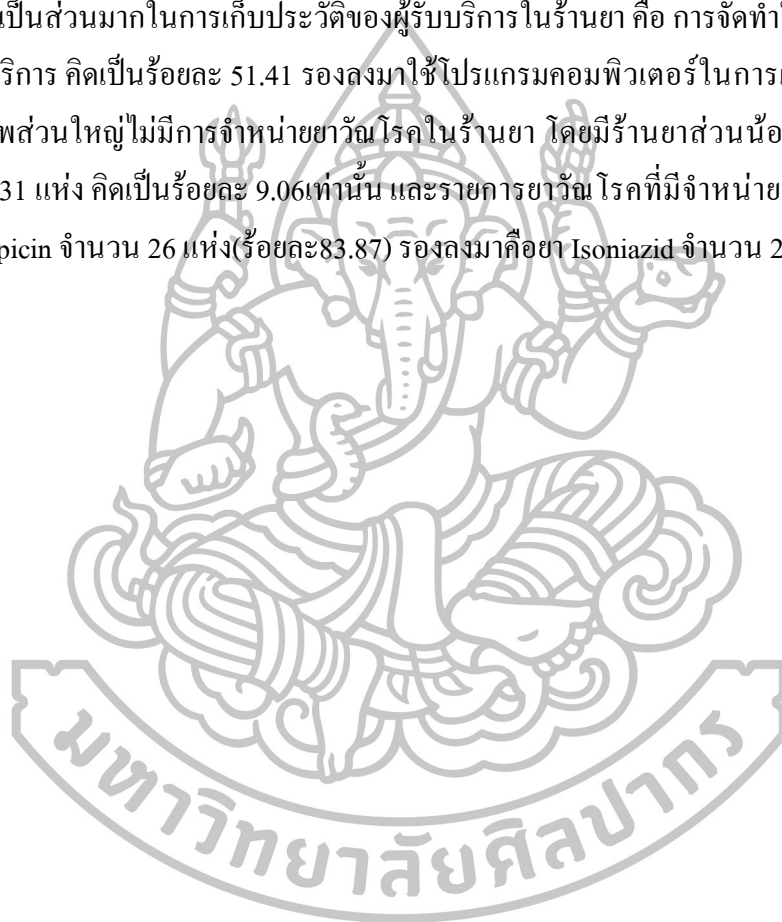 เป็นส่วนมากในการเก็บประวัติของผู้รับบริการในร้านยา คือ การจัดทำ
ริการ คิดเป็นร้อยละ 51.41 รองลงมาใช้โปรแกรมคอมพิวเตอร์ในการ
พส่วนใหญ่ไม่มีการจำหน่ายยาวัณโรคในร้านยา โดยมีร้านยาส่วนน้อ
31 แห่ง คิดเป็นร้อยละ 9.06เท่านั้น และรายการยาวัณโรคที่มีจำหน่าย
picin จำนวน 26 แห่ง(ร้อยละ83.87) รองลงมาคือยา Isoniazid จำนวน 2
มหาวิทยาลัยศิลปากร